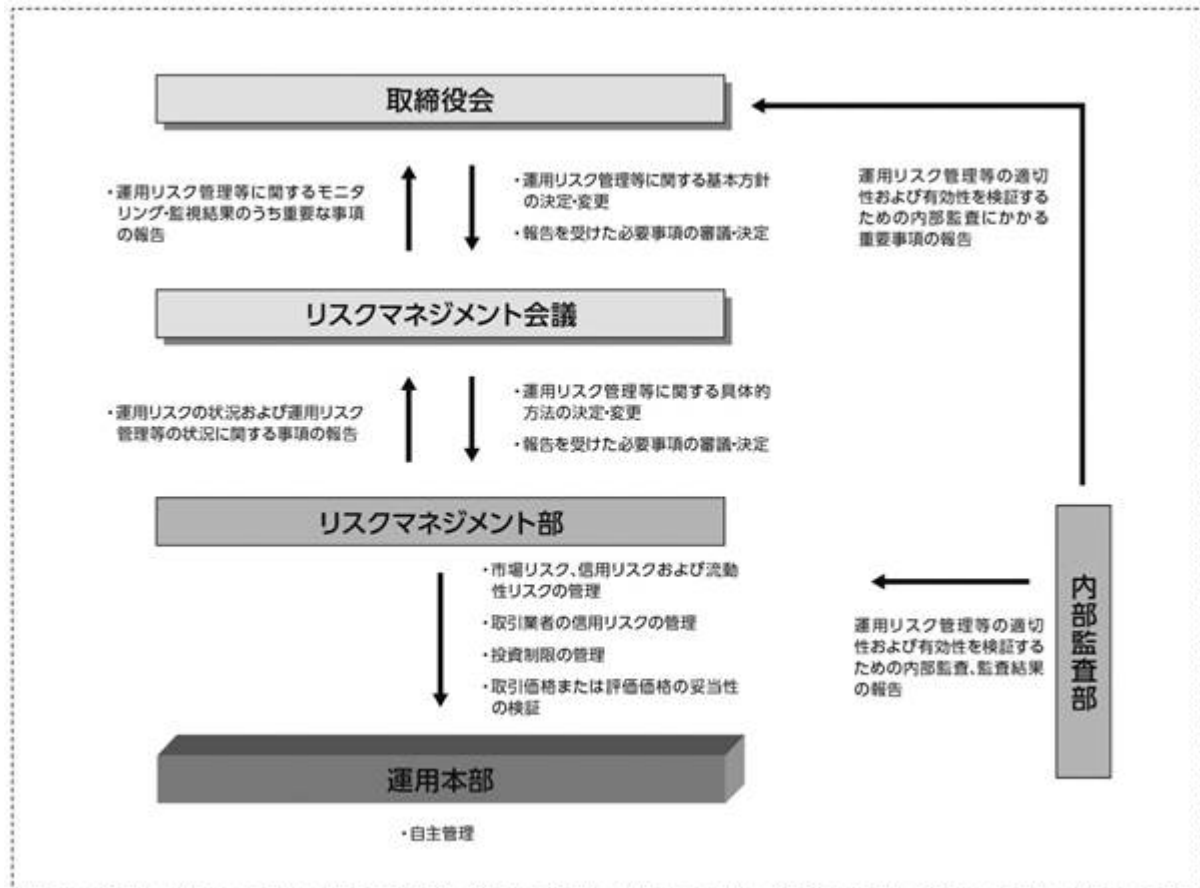 取締役会
・運用リスク管理等に関するモニタ
リング・監視結果のうち重要な事項
の報告
・運用リスク管理等に関する基本方針
の決定・変更
・報告を受けた必要事項の審議・決定
運用リスク管理等の適切
性および有効性を検証する
ための内部監査にかかる
重要事項の報告
リスクマネジメント会議
・運用リスクの状況および運用リスク
管理等の状況に関する事項の報告
・運用リスク管理等に関する具体的
方法の決定・変更
・報告を受けた必要事項の審議・決定
リスクマネジメント部
・市場リスク、信用リスクおよび流動
性リスクの管理
・取引業者の信用リスクの管理
・投資制限の管理
・取引価格または評価価格の妥当性
の検証
運用リスク管理等の適切
性および有効性を検証する
ための内部監査、監査結果
の報告
内部監査部
運用本部
・自主管理